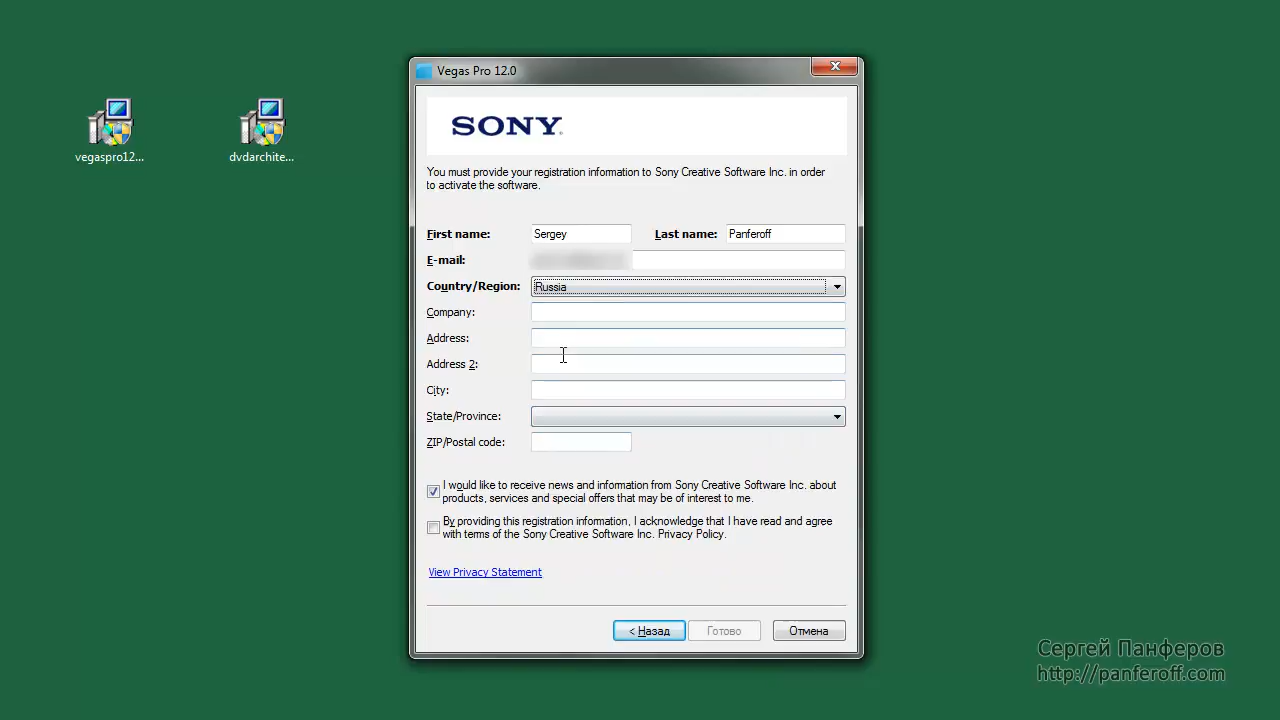 Vegas Pro 12.0
SONY
vegaspro12...
dvdarchite...
You must provide your registration information to Sony Creative Software Inc. in order
to activate the software.
First name: Sergey Last name: Panferoff
E-mail:
Country/Region: Russia
Company:
Address:
Address 2:
City:
State/Province:
ZIP/Postal code:
I would like to receive news and information from Sony Creative Software Inc. about
products, services and special offers that may be of interest to me.
By providing this registration information, I acknowledge that I have read and agree
with terms of the Sony Creative Software Inc. Privacy Policy.
View Privacy Statement
< Назад Готово Отмена
Сергей Панферов
http://panferoff.com